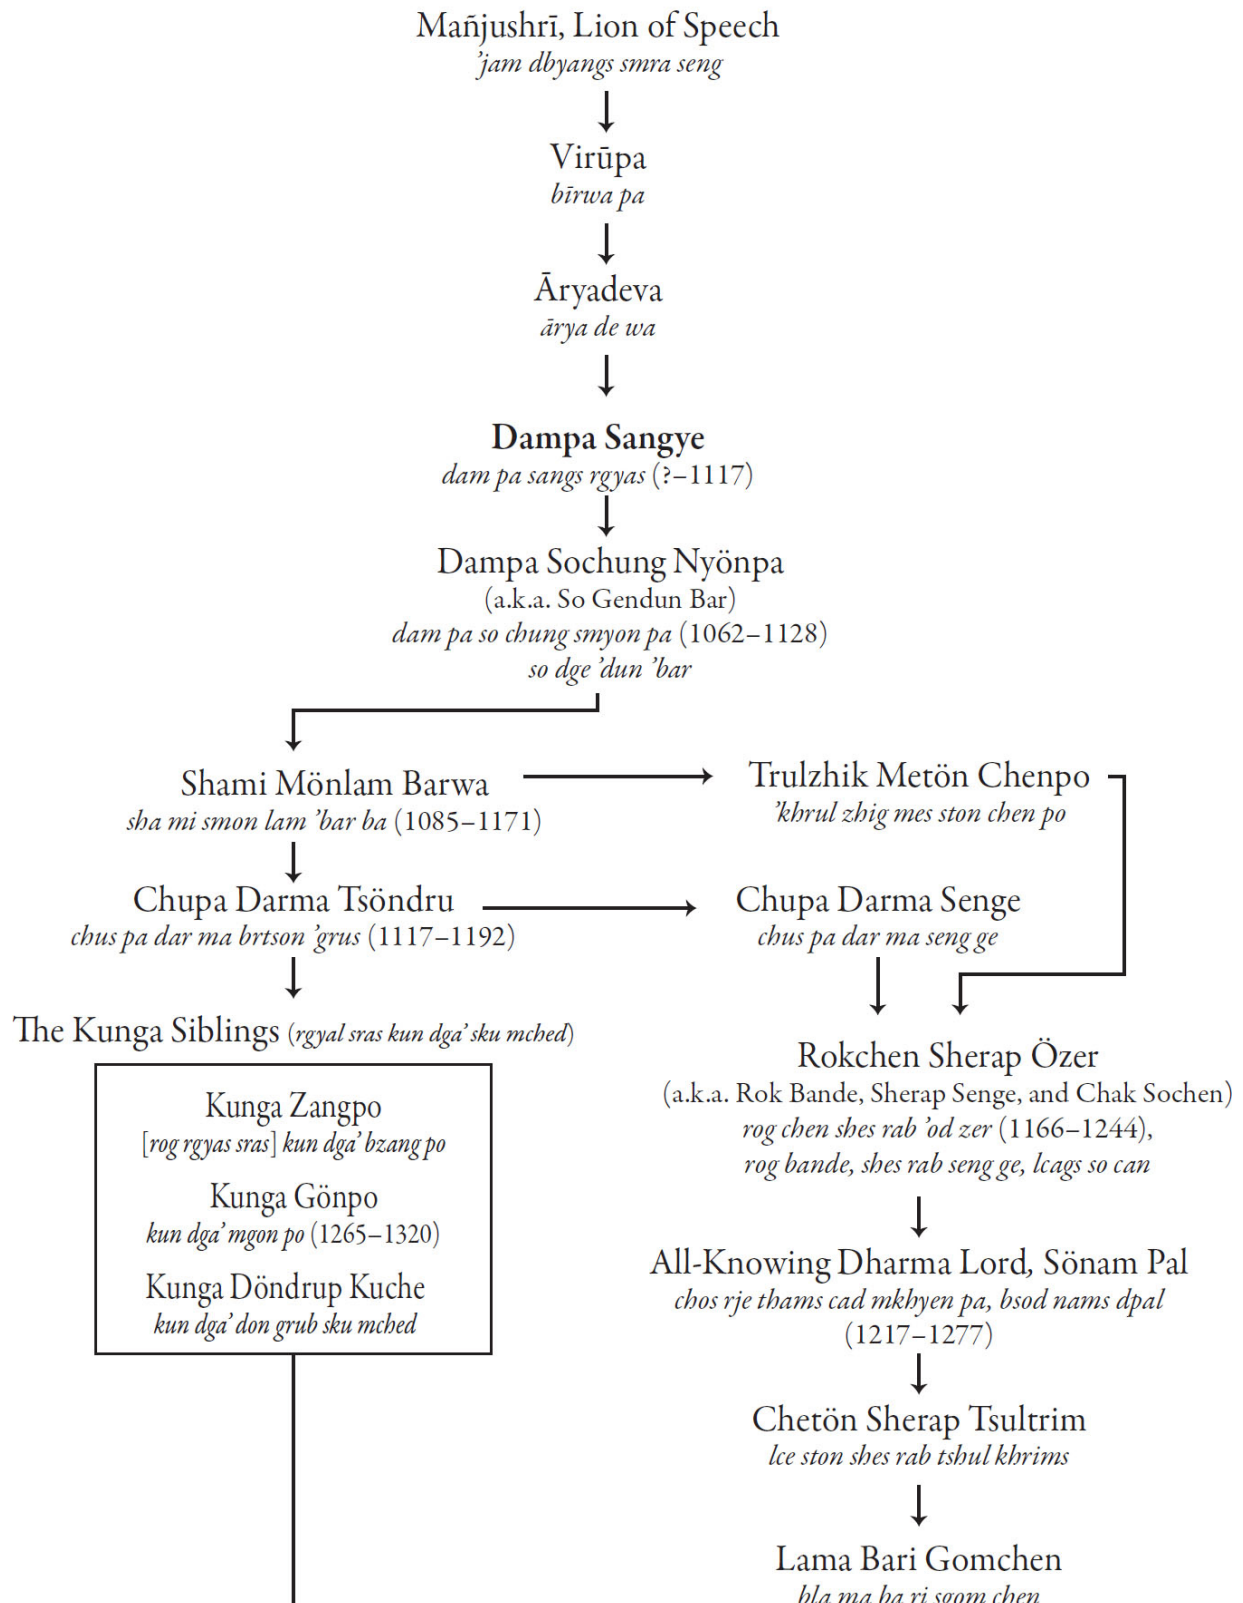 Mañjushrī, Lion of Speech
’jam dbyangs smra seng
Virūpa
bīrwa pa
Āryadeva
ārya de wa
Dampa Sangye
dam pa sangs rgyas (?–1117)
Dampa Sochung Nyönpa
(a.k.a. So Gendun Bar)
dam pa so chung smyon pa (1062–1128)
so dge ’dun ’bar
Shami Mönlam Barwa
sha mi smon lam ’bar ba (1085–1171)
Trulzhik Metön Chenpo
’khrul zhig mes ston chen po
Chupa Darma Tsöndru
chus pa dar ma brtson ’grus (1117–1192)
Chupa Darma Senge
chus pa dar ma seng ge
The Kunga Siblings (rgyal sras kun dga’ sku mched)
Kunga Zangpo
[rog rgyas sras] kun dga’ bzang po
Kunga Gönpo
kun dga’ mgon po (1265–1320)
Kunga Döndrup Kuche
kun dga’ don grub sku mched
Rokchen Sherap Özer
(a.k.a. Rok Bande, Sherap Senge, and Chak Sochen)
rog chen shes rab ’od zer (1166–1244),
rog bande, shes rab seng ge, lcags so can
All-Knowing Dharma Lord, Sönam Pal
chos rje thams cad mkhyen pa, bsod nams dpal
(1217–1277)
Chetön Sherap Tsultrim
lce ston shes rab tshul khrims
Lama Bari Gomchen
bla ma ba ri sgom chen